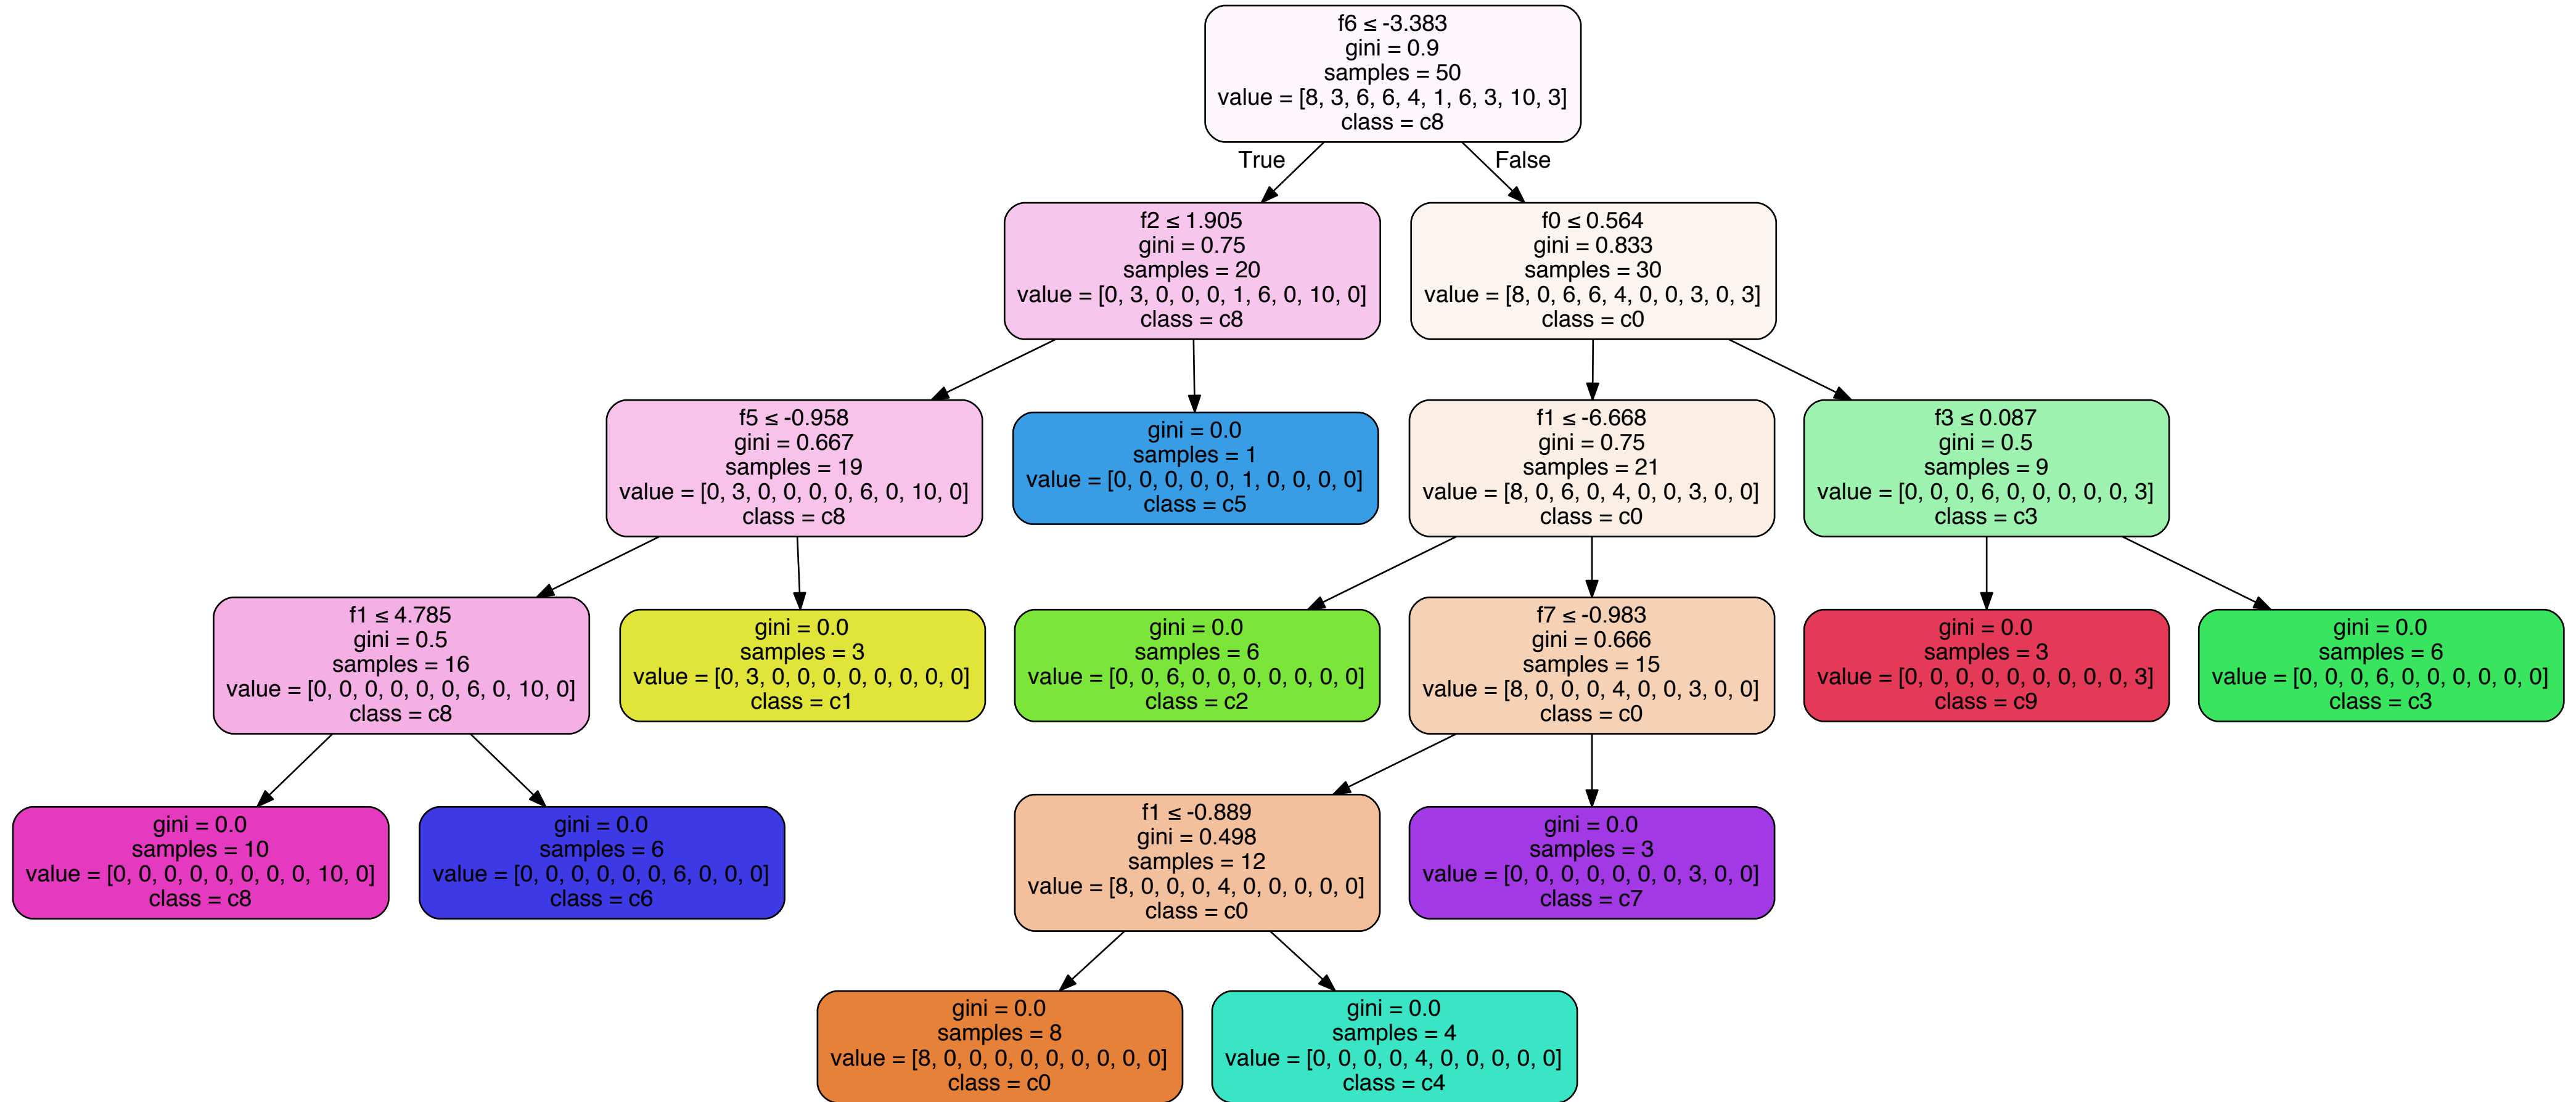 f6 ≤ -3.383
gini = 0.9
samples = 50
value = [8, 3, 6, 6, 4, 1, 6, 3, 10, 3]
class = c8
True
False
f2 ≤ 1.905
gini = 0.75
samples = 20
value = [0, 3, 0, 0, 0, 1, 6, 0, 10, 0]
class = c8
f0 ≤ 0.564
gini = 0.833
samples = 30
value = [8, 0, 6, 6, 4, 0, 0, 3, 0, 3]
class = c0
f5 ≤ -0.958
gini = 0.667
samples = 19
value = [0, 3, 0, 0, 0, 0, 6, 0, 10, 0]
class = c8
gini = 0.0
samples = 1
value = [0, 0, 0, 0, 0, 1, 0, 0, 0, 0]
class = c5
f1 ≤ -6.668
gini = 0.75
samples = 21
value = [8, 0, 6, 0, 4, 0, 0, 3, 0, 0]
class = c0
f3 ≤ 0.087
gini = 0.5
samples = 9
value = [0, 0, 0, 6, 0, 0, 0, 0, 0, 3]
class = c3
f1 ≤ 4.785
gini = 0.5
samples = 16
value = [0, 0, 0, 0, 0, 0, 6, 0, 10, 0]
class = c8
gini = 0.0
samples = 3
value = [0, 3, 0, 0, 0, 0, 0, 0, 0, 0]
class = c1
gini = 0.0
samples = 6
value = [0, 0, 6, 0, 0, 0, 0, 0, 0, 0]
class = c2
f7 ≤ -0.983
gini = 0.666
samples = 15
value = [8, 0, 0, 0, 4, 0, 0, 3, 0, 0]
class = c0
gini = 0.0
samples = 3
value = [0, 0, 0, 0, 0, 0, 0, 0, 0, 3]
class = c9
gini = 0.0
samples = 6
value = [0, 0, 0, 6, 0, 0, 0, 0, 0, 0]
class = c3
gini = 0.0
samples = 10
value = [0, 0, 0, 0, 0, 0, 0, 0, 10, 0]
class = c8
gini = 0.0
samples = 6
value = [0, 0, 0, 0, 0, 0, 6, 0, 0, 0]
class = c6
f1 ≤ -0.889
gini = 0.498
samples = 12
value = [8, 0, 0, 0, 4, 0, 0, 0, 0, 0]
class = c0
gini = 0.0
samples = 3
value = [0, 0, 0, 0, 0, 0, 0, 3, 0, 0]
class = c7
gini = 0.0
samples = 8
value = [8, 0, 0, 0, 0, 0, 0, 0, 0, 0]
class = c0
gini = 0.0
samples = 4
value = [0, 0, 0, 0, 4, 0, 0, 0, 0, 0]
class = c4